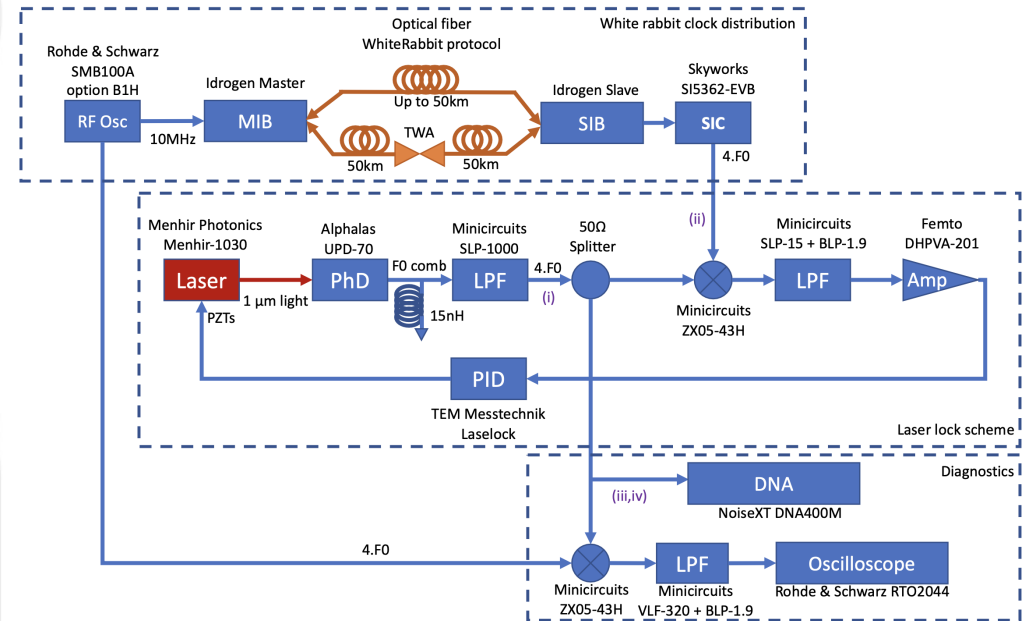 White rabbit clock distribution
Optical fiber
WhiteRabbit protocol
Rohde & Schwarz
SMB100A
option B1H
RF Osc
10MHz
Idrogen Master
MIB
Up to 50km
TWA
50km
50km
Idrogen Slave
SIB
Skyworks
SI5362-EVB
SIC
4.F0
(ii)
Menhir Photonics
Menhir-1030
Laser
1 µm light
PZTs
Alphalas
UPD-70
PhD
F0 comb
15nH
Minicircuits
SLP-1000
LPF
4.F0
(i)
50Ω
Splitter
Minicircuits
ZX05-43H
Minicircuits
SLP-15 + BLP-1.9
LPF
Femto
DHPVA-201
Amp
PID
TEM Messtechnik
Laselock
Laser lock scheme
Diagnostics
DNA
(iii,iv)
NoiseXT DNA400M
4.F0
Minicircuits
ZX05-43H
LPF
Minicircuits
VLF-320 + BLP-1.9
Oscilloscope
Rohde & Schwarz RTO2044